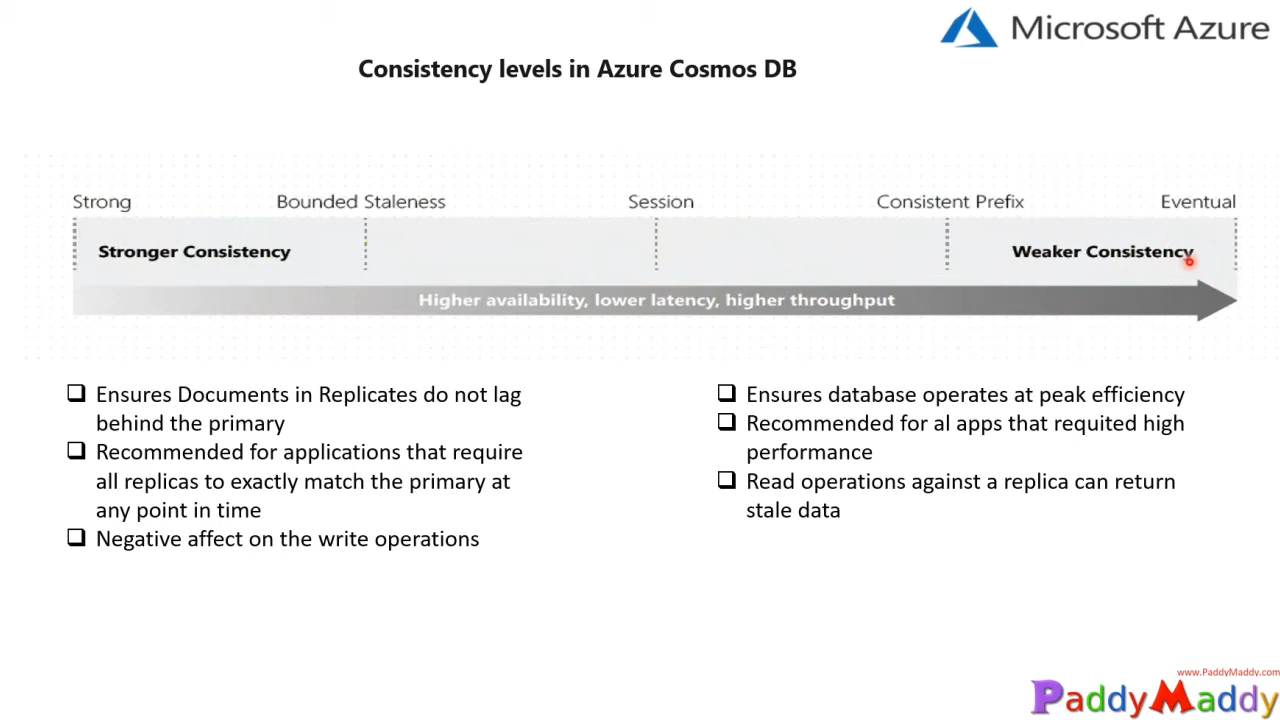 Microsoft Azure
Consistency levels in Azure Cosmos DB
Strong
Bounded Staleness
Session
Consistent Prefix
Eventual
Stronger Consistency
Weaker Consistency
Higher availability, lower latency, higher throughput
Ensures Documents in Replicates do not lag
behind the primary
Recommended for applications that require
all replicas to exactly match the primary at
any point in time
Negative affect on the write operations
Ensures database operates at peak efficiency
Recommended for al apps that requited high
performance
Read operations against a replica can return
stale data
www.PaddyMaddy.com
PaddyMaddy